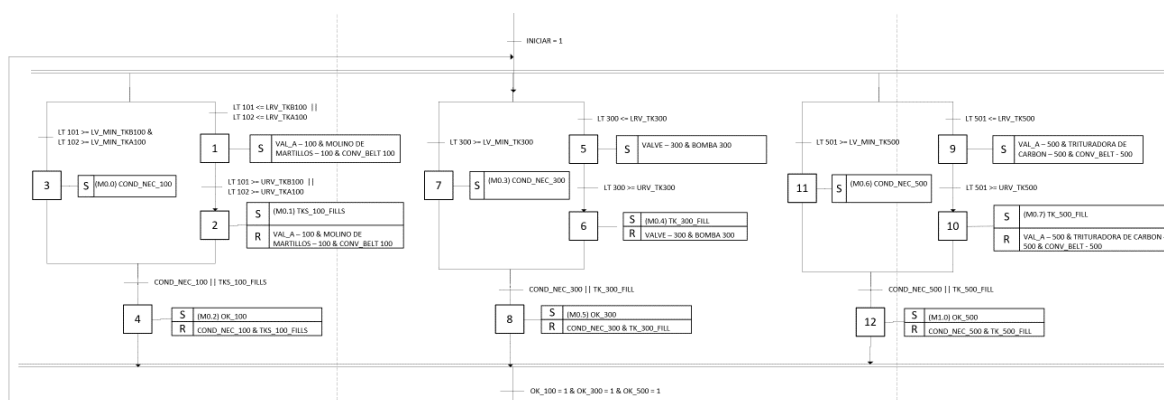 INICIAR = 1
LT 101 >= LV_MIN_TKB100 &
LT 102 >= LV_MIN_TKA100
LT 101 <= LRV_TKB100 ||
LT 102 <= LRV_TKA100
1
S
VAL_A – 100 & MOLINO DE
MARTILLOS – 100 & CONV_BELT 100
3
S
(M0.0) COND_NEC_100
LT 101 >= URV_TKB100 ||
LT 102 >= URV_TKA100
2
S
(M0.1) TKS_100_FILLS
R
VAL_A – 100 & MOLINO DE
MARTILLOS – 100 & CONV_BELT 100
COND_NEC_100 || TKS_100_FILLS
4
S
(M0.2) OK_100
R
COND_NEC_100 & TKS_100_FILLS
LT 300 >= LV_MIN_TK300
LT 300 <= LRV_TK300
5
S
VALVE – 300 & BOMBA 300
7
S
(M0.3) COND_NEC_300
LT 300 >= URV_TK300
6
S
(M0.4) TK_300_FILL
R
VALVE – 300 & BOMBA 300
COND_NEC_300 || TK_300_FILL
8
S
(M0.5) OK_300
R
COND_NEC_300 & TK_300_FILL
LT 501 >= LV_MIN_TK500
LT 501 <= LRV_TK500
9
S
VAL_A – 500 & TRITURADORA DE
CARBON – 500 & CONV_BELT - 500
11
S
(M0.6) COND_NEC_500
LT 501 >= URV_TK500
10
S
(M0.7) TK_500_FILL
R
VAL_A – 500 & TRITURADORA DE CARBON –
500 & CONV_BELT - 500
COND_NEC_500 || TK_500_FILL
12
S
(M1.0) OK_500
R
COND_NEC_500 & TK_500_FILL
OK_100 = 1 & OK_300 = 1 & OK_500 = 1